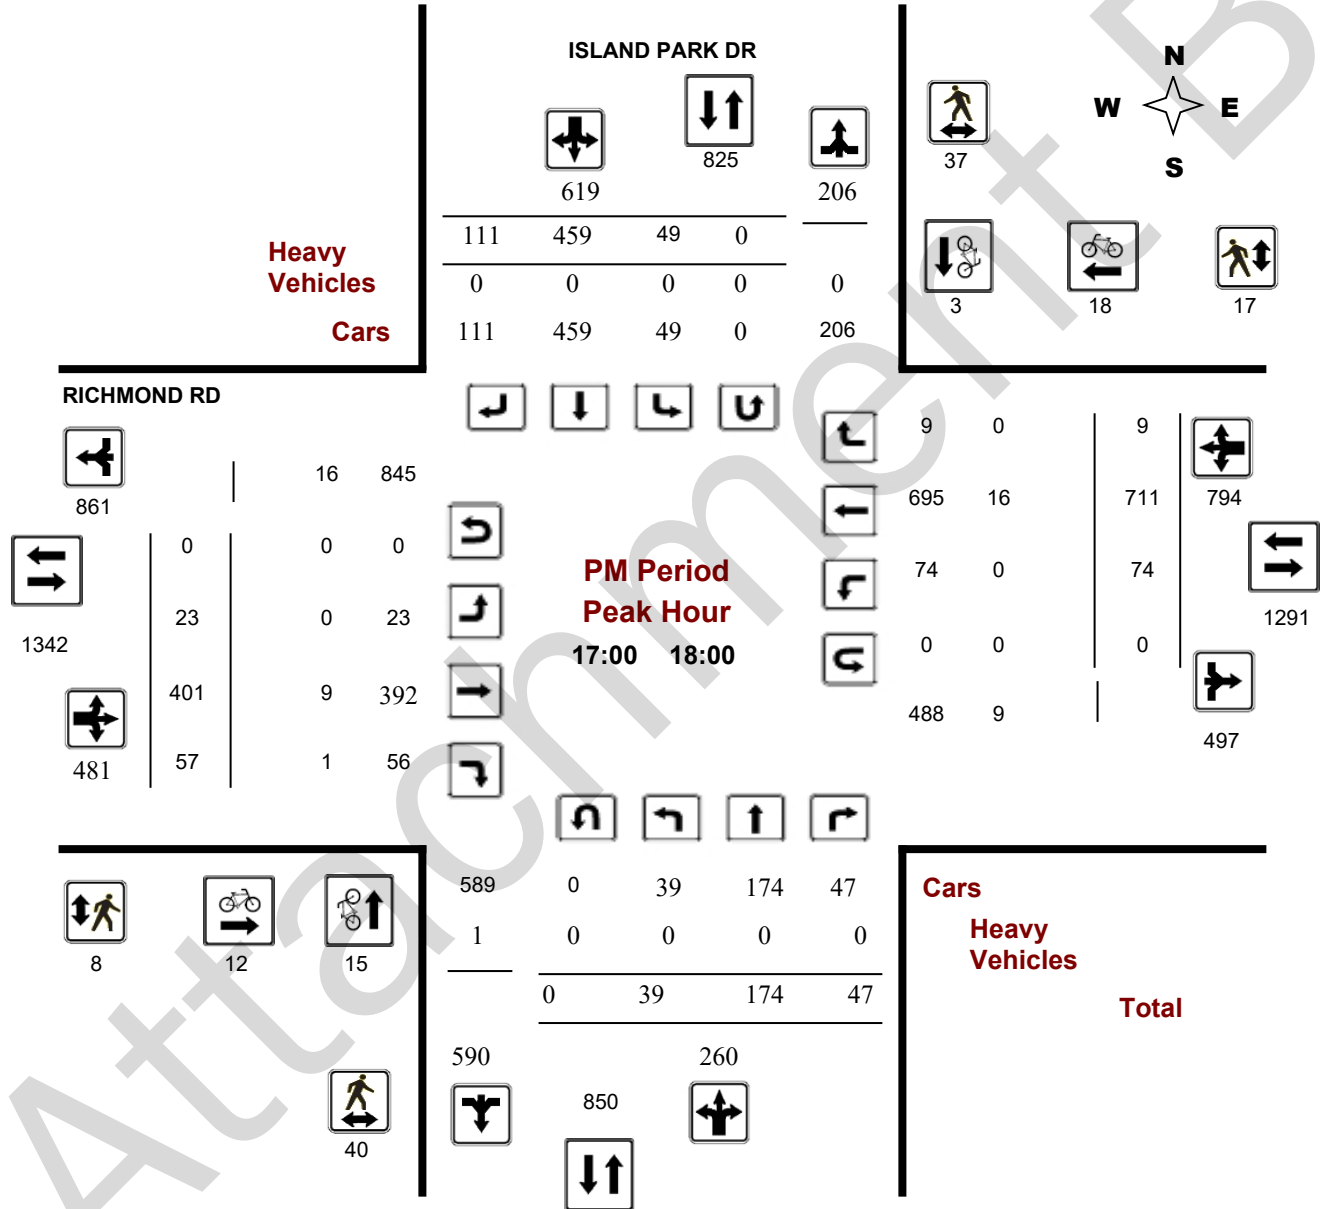 ISLAND PARK DR
N
W E
S
825
37
619 206
111 459 49 0
Heavy
Vehicles
0 0 0 0 0
3 18 17
Cars
111 459 49 0 206
RICHMOND RD
9 0 9
16 845
861
695 16 711 794
0 0 0
PM Period
74 0 74
23 0 23
Peak Hour
1291
1342
17:00 18:00
0 0 0
401 9 392
488 9
497
481 57 1 56
589 0 39 174 47
Cars
1 0 0 0 0
Heavy
Vehicles
8 12 15
0 39 174 47
Total
590 260
850
40
Attachment B